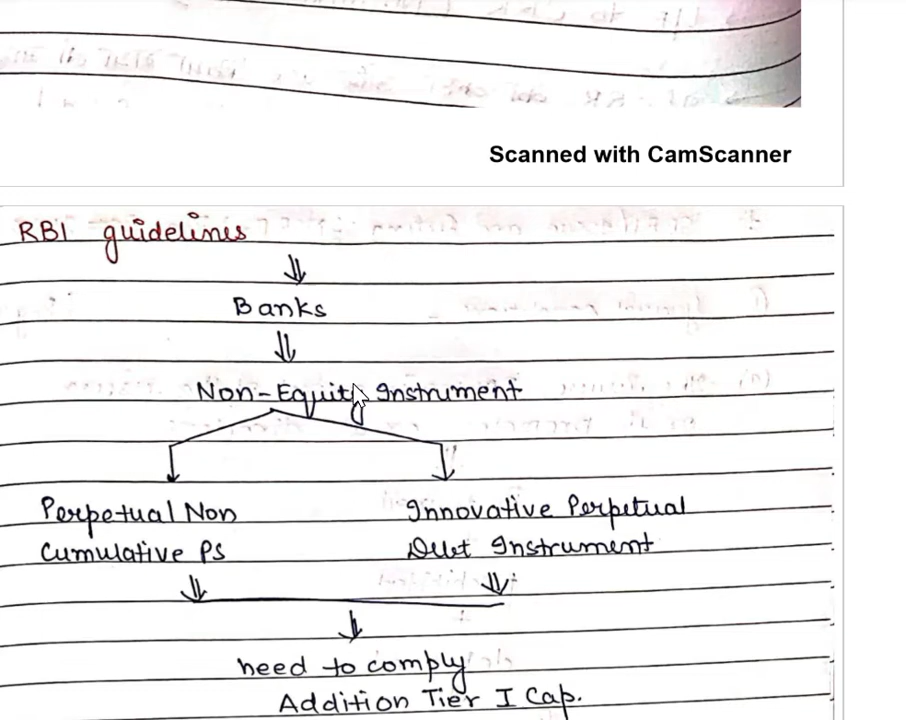 Scanned with CamScanner
RBI guidelines
Banks
Non-Equity Instrument
Perpetual Non
Cumulative PS
Innovative Perpetual
Debt Instrument
need to comply
Addition Tier I Cap.